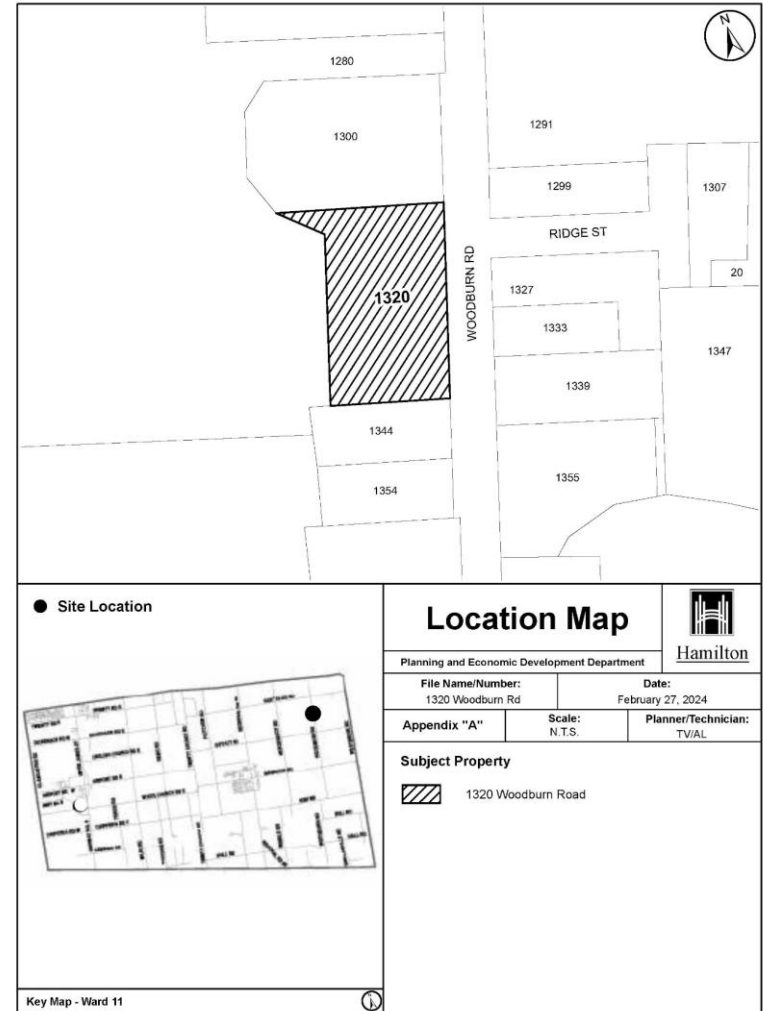 N
1280
1300
1291
1299
1307
RIDGE ST
20
WOODBURN RD
1327
1320
1333
1347
1339
1344
1355
1354
Site Location
Location Map
Hamilton
Planning and Economic Development Department
File Name/Number:
1320 Woodburn Rd
Date:
February 27, 2024
Appendix "A"
Scale:
N.T.S.
Planner/Technician:
TV/AL
Subject Property
1320 Woodburn Road
Key Map - Ward 11